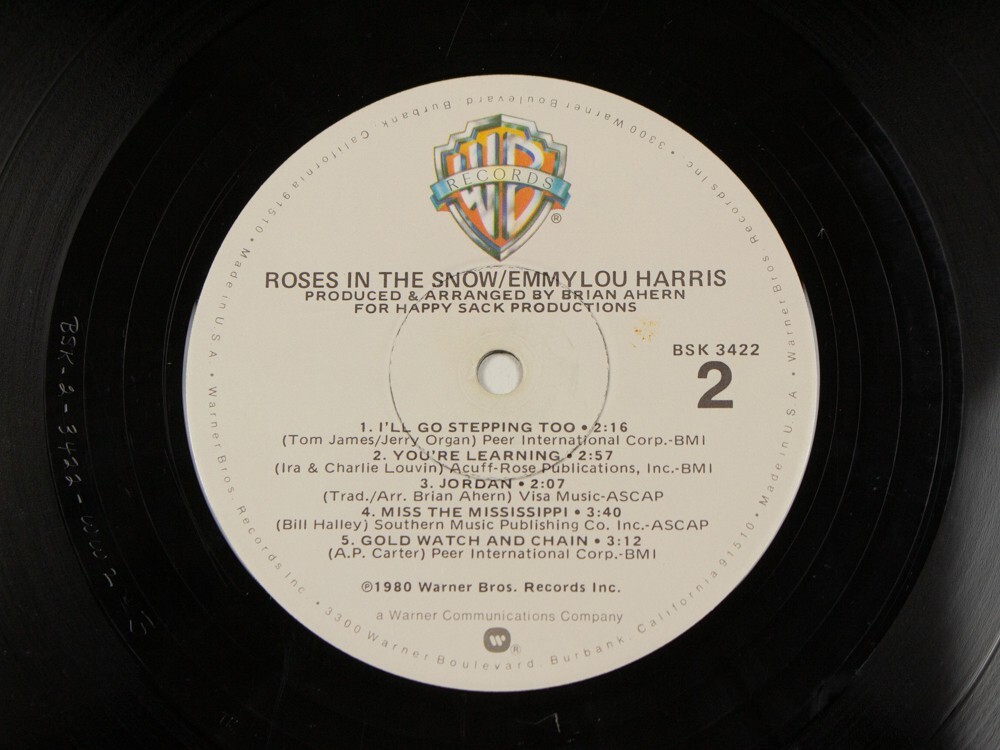 WB
RECORDS
®
ROSES IN THE SNOW/EMMYLOU HARRIS
PRODUCED & ARRANGED BY BRIAN AHERN
FOR HAPPY SACK PRODUCTIONS
BSK 3422
2
1. I'LL GO STEPPING TOO • 2:16
(Tom James/Jerry Organ) Peer International Corp.-BMI
2. YOU'RE LEARNING • 2:57
(Ira & Charlie Louvin) Acuff-Rose Publications, Inc.-BMI
3. JORDAN • 2:07
(Trad./Arr. Brian Ahern) Visa Music-ASCAP
4. MISS THE MISSISSIPPI • 3:40
(Bill Halley) Southern Music Publishing Co. Inc.-ASCAP
5. GOLD WATCH AND CHAIN • 3:12
(A.P. Carter) Peer International Corp.-BMI
℗1980 Warner Bros. Records Inc.
a Warner Communications Company
W®
Warner Bros. Records Inc. • 3300 Warner Boulevard, Burbank, California 91510 • Made in U S A • Warner Bros Records Inc. • 3300 Warner Boulevard Burbank, California 91510 • Made in U S A •
BSK-2-3422-